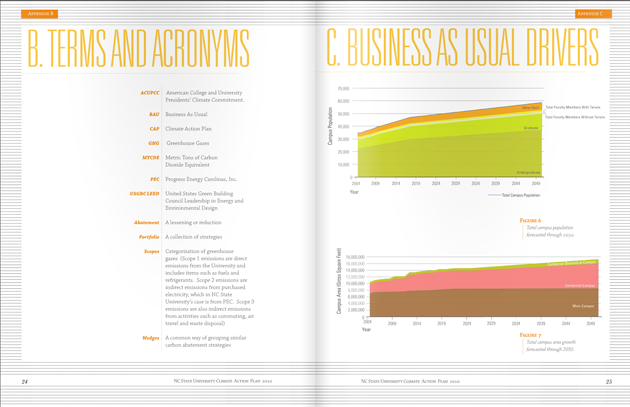 APPENDIX B
B. TERMS AND ACRONYMS
ACUPCC American College and University
Presidents' Climate Commitment.
BAU Business As Usual
CAP Climate Action Plan
GHG Greenhouse Gases
MTCDE Metric Tons of Carbon
Dioxide Equivalent
PEC Progress Energy Carolinas, Inc.
USGBC LEED United States Green Building
Council Leadership in Energy and
Environmental Design
Abatement A lessening or reduction
Portfolio A collection of strategies
Scopes Categorization of greenhouse
gases. (Scope 1 emissions are direct
emissions from the University and
includes items such as fuels and
refrigerants. Scope 2 emissions are
indirect emissions from purchased
electricity, which in NC State
University's case is from PEC. Scope 3
emissions are also indirect emissions
from activities such as commuting, air
travel and waste disposal)
Wedges A common way of grouping similar
carbon abatement strategies
24
NC STATE UNIVERSITY CLIMATE ACTION PLAN 2010
APPENDIX C
C. BUSINESS AS USUAL DRIVERS
Campus Population
70,000
60,000
50,000
40,000
30,000
20,000
10,000
0
Total Faculty Members With Tenure
Total Faculty Members Without Tenure
Graduate
Undergraduate
2004 2009 2014 2019 2024 2029 2034 2039 2044 2049
Year
Total Campus Population
FIGURE 6
Total campus population
forecasted through 2050.
Campus Area (Gross Square Feet)
18,000,000
16,000,000
14,000,000
12,000,000
10,000,000
8,000,000
6,000,000
4,000,000
2,000,000
0
Centennial Campus
Main Campus
2004 2009 2014 2019 2024 2029 2034 2039 2044 2049
Year
FIGURE 7
Total campus area growth
forecasted through 2050.
NC STATE UNIVERSITY CLIMATE ACTION PLAN 2010
25